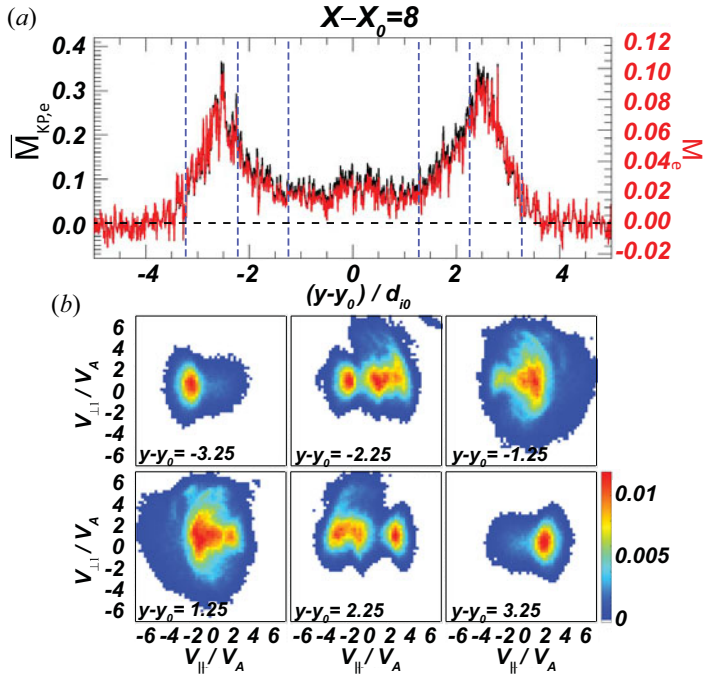 (a)
X–X0=8
M̅KP,e
0.4
0.3
0.2
0.1
0.0
0.12
0.10
0.08
0.06
0.04
0.02
0.00
-0.02
Me
-4 -2 0 2 4
(y-y0) / di0
(b)
V⊥1 / VA
6
4
2
0
-2
-4
-6
y-y0= -3.25
y-y0= -2.25
y-y0= -1.25
V⊥1 / VA
6
4
2
0
-2
-4
-6
y-y0= 1.25
y-y0= 2.25
y-y0= 3.25
0.01
0.005
0
-6 -4 -2 0 2 4 6
-6 -4 -2 0 2 4 6
-6 -4 -2 0 2 4 6
V|| / VA
V|| / VA
V|| / VA